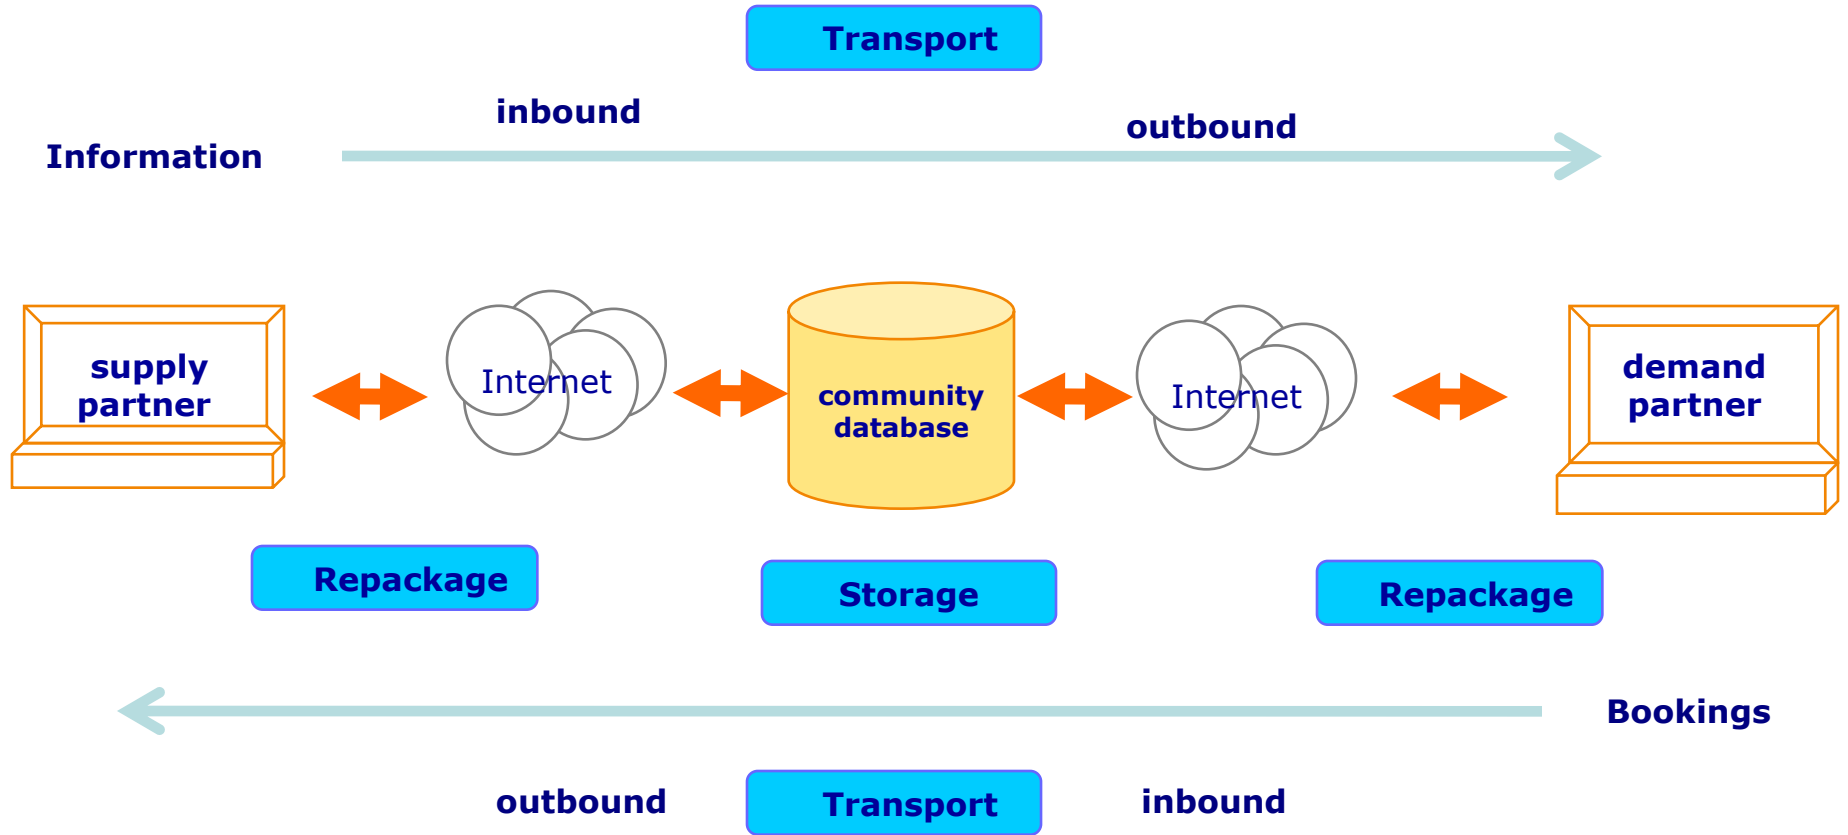 Transport
inbound
outbound
Information
supply
partner
Internet
community
database
Internet
demand
partner
Repackage
Storage
Repackage
Bookings
outbound
Transport
inbound